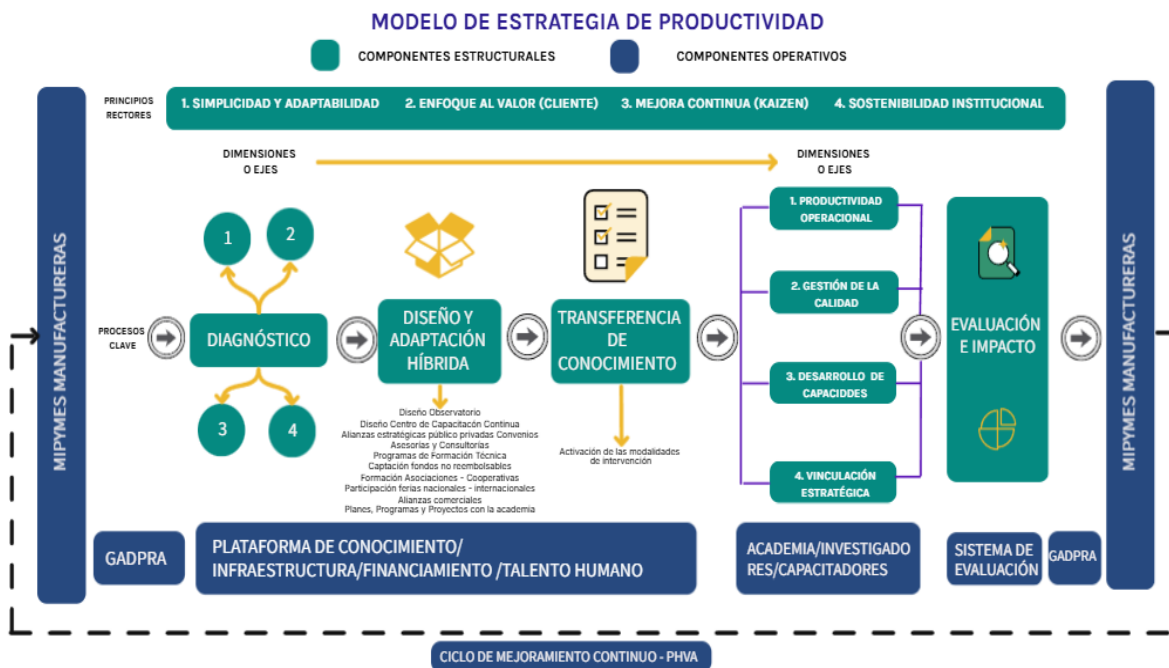 MODELO DE ESTRATEGIA DE PRODUCTIVIDAD
COMPONENTES ESTRUCTURALES
COMPONENTES OPERATIVOS
MIPYMES MANUFACTURERAS
PRINCIPIOS
RECTORES
1. SIMPLICIDAD Y ADAPTABILIDAD
2. ENFOQUE AL VALOR (CLIENTE)
3. MEJORA CONTINUA (KAIZEN)
4. SOSTENIBILIDAD INSTITUCIONAL
DIMENSIONES
O EJES
DIMENSIONES
O EJES
1
2
PROCESOS
CLAVE
DIAGNÓSTICO
3
4
DISEÑO Y
ADAPTACIÓN
HÍBRIDA
Diseño Observatorio
Diseño Centro de Capacitacón Continua
Alianzas estratégicas público privadas Convenios
Asesorías y Consultorías
Programas de Formación Técnica
Captación fondos no reembolsables
Formación Asociaciones - Cooperativas
Participación ferias nacionales - internacionales
Alianzas comerciales
Planes, Programas y Proyectos con la academia
TRANSFERENCIA
DE
CONOCIMIENTO
Activación de las modalidades
de intervención
1. PRODUCTIVIDAD
OPERACIONAL
2. GESTIÓN DE LA
CALIDAD
3. DESARROLLO DE
CAPACIDDES
4. VINCULACIÓN
ESTRATÉGICA
EVALUACIÓN
E IMPACTO
MIPYMES MANUFACTURERAS
GADPRA
PLATAFORMA DE CONOCIMIENTO/
INFRAESTRUCTURA/FINANCIAMIENTO /TALENTO HUMANO
ACADEMIA/INVESTIGADO
RES/CAPACITADORES
SISTEMA DE
EVALUACIÓN
GADPRA
CICLO DE MEJORAMIENTO CONTINUO - PHVA